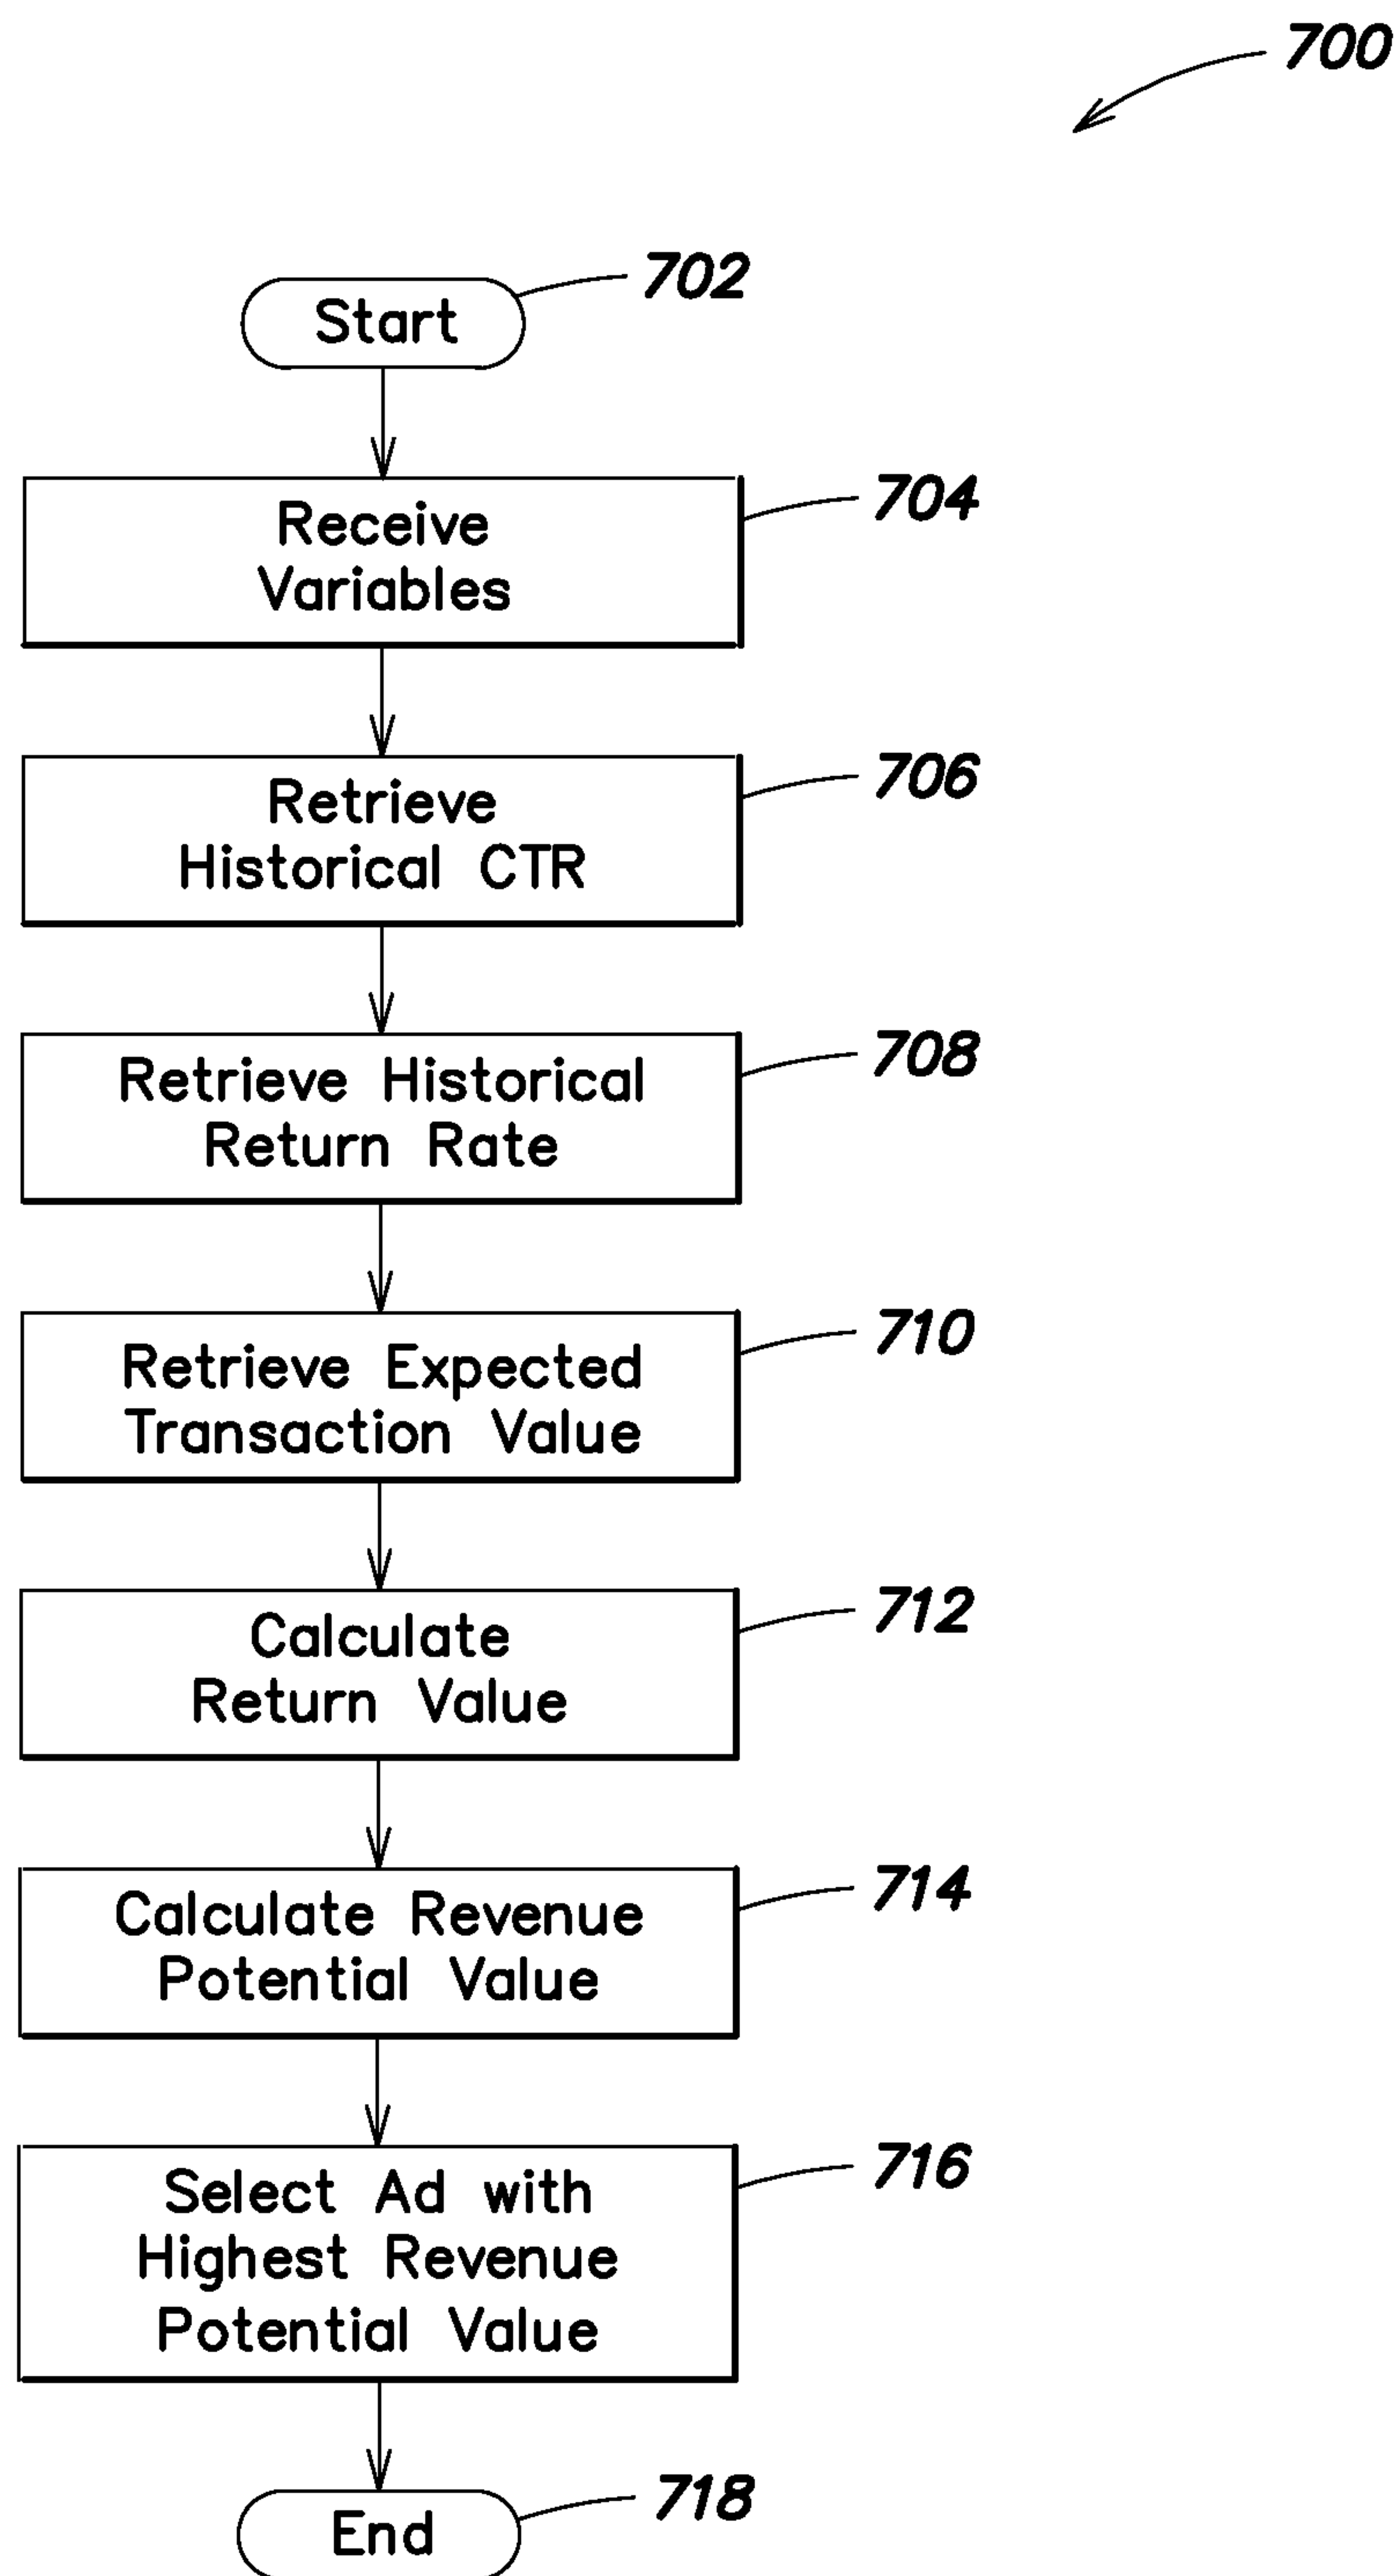 700
702
Start
704
Receive
Variables
706
Retrieve
Historical CTR
708
Retrieve Historical
Return Rate
710
Retrieve Expected
Transaction Value
712
Calculate
Return Value
714
Calculate Revenue
Potential Value
716
Select Ad with
Highest Revenue
Potential Value
718
End